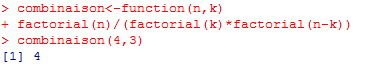 > combinaison<-function(n,k)
+ factorial(n)/(factorial(k)*factorial(n-k))
> combinaison(4,3)
[1] 4